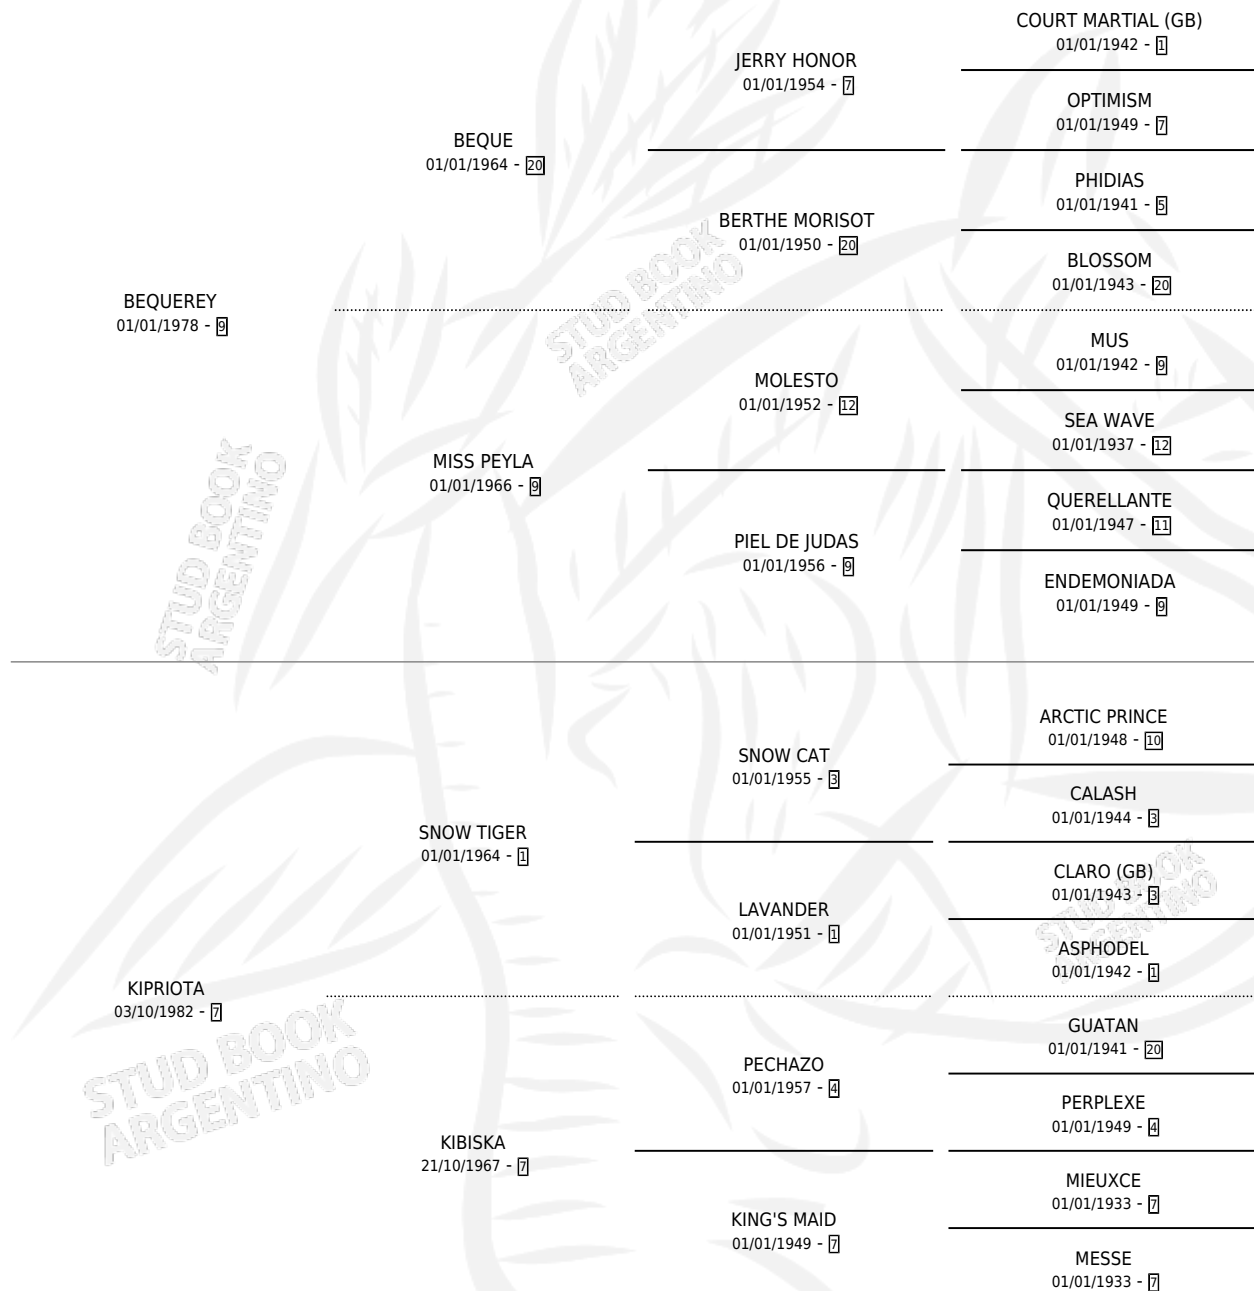 COURT MARTIAL (GB)
01/01/1942 - 1
JERRY HONOR
01/01/1954 - 7
OPTIMISM
01/01/1949 - 7
BEQUE
01/01/1964 - 20
PHIDIAS
01/01/1941 - 5
BERTHE MORISOT
01/01/1950 - 20
BLOSSOM
01/01/1943 - 20
BEQUEREY
01/01/1978 - 9
MUS
01/01/1942 - 9
MOLESTO
01/01/1952 - 12
SEA WAVE
01/01/1937 - 12
MISS PEYLA
01/01/1966 - 9
QUERELLANTE
01/01/1947 - 11
PIEL DE JUDAS
01/01/1956 - 9
ENDEMONIADA
01/01/1949 - 9
STUD BOOK
ARGENTINO
STUD BOOK
ARGENTINO
ARCTIC PRINCE
01/01/1948 - 10
SNOW CAT
01/01/1955 - 3
CALASH
01/01/1944 - 3
SNOW TIGER
01/01/1964 - 1
CLARO (GB)
01/01/1943 - 3
LAVANDER
01/01/1951 - 1
ASPHODEL
01/01/1942 - 1
KIPRIOTA
03/10/1982 - 7
GUATAN
01/01/1941 - 20
PECHAZO
01/01/1957 - 4
PERPLEXE
01/01/1949 - 4
KIBISKA
21/10/1967 - 7
MIEUXCE
01/01/1933 - 7
KING'S MAID
01/01/1949 - 7
MESSE
01/01/1933 - 7
STUD BOOK
ARGENTINO
STUD BOOK
ARGENTINO